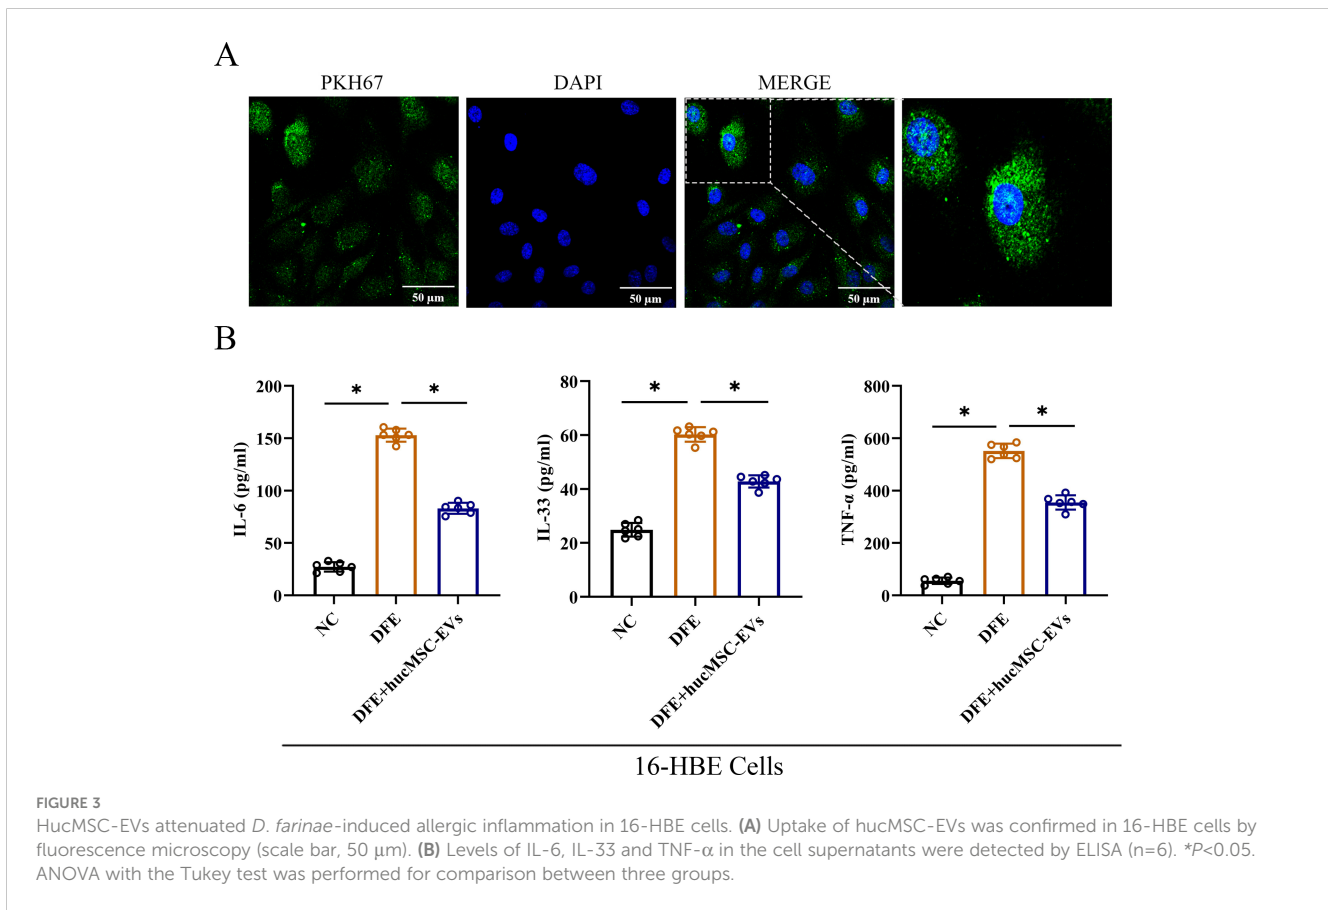 A
PKH67
DAPI
MERGE
50 µm
50 µm
50 µm
B
IL-6 (pg/ml)
200
150
100
50
0
*
*
NC
DFE
DFE+hucMSC-EVs
IL-33 (pg/ml)
80
60
40
20
0
*
*
NC
DFE
DFE+hucMSC-EVs
TNF-α (pg/ml)
800
600
400
200
0
*
*
NC
DFE
DFE+hucMSC-EVs
16-HBE Cells
FIGURE 3
HucMSC-EVs attenuated D. farinae-induced allergic inflammation in 16-HBE cells. (A) Uptake of hucMSC-EVs was confirmed in 16-HBE cells by
fluorescence microscopy (scale bar, 50 µm). (B) Levels of IL-6, IL-33 and TNF-α in the cell supernatants were detected by ELISA (n=6). *P<0.05.
ANOVA with the Tukey test was performed for comparison between three groups.